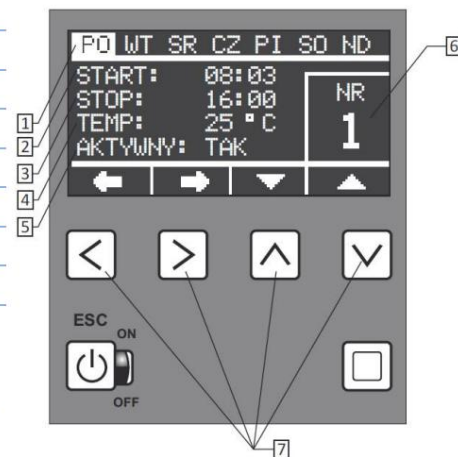 PO WT SR CZ PI SO ND
START: 08:03
STOP: 16:00
TEMP: 25 °C
AKTYWNY: TAK
NR
1
1
2
3
4
5
6
ESC
ON
OFF
7